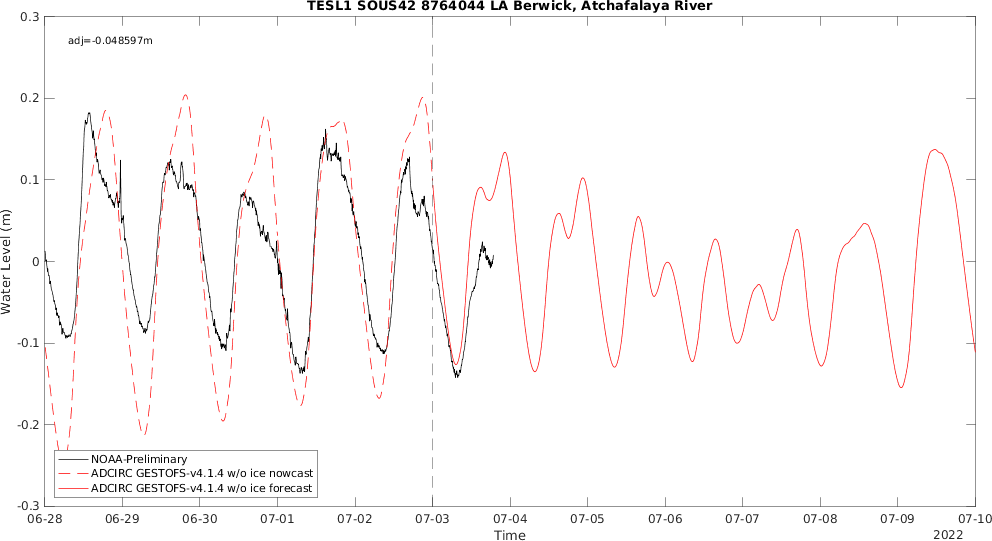 TESL1 SOUS42 8764044 LA Berwick, Atchafalaya River
adj=-0.048597m
0.3
0.2
0.1
0
-0.1
-0.2
-0.3
Water Level (m)
NOAA-Preliminary
ADCIRC GESTOFS-v4.1.4 w/o ice nowcast
ADCIRC GESTOFS-v4.1.4 w/o ice forecast
06-28 06-29 06-30 07-01 07-02 07-03 07-04 07-05 07-06 07-07 07-08 07-09 07-10
Time
2022